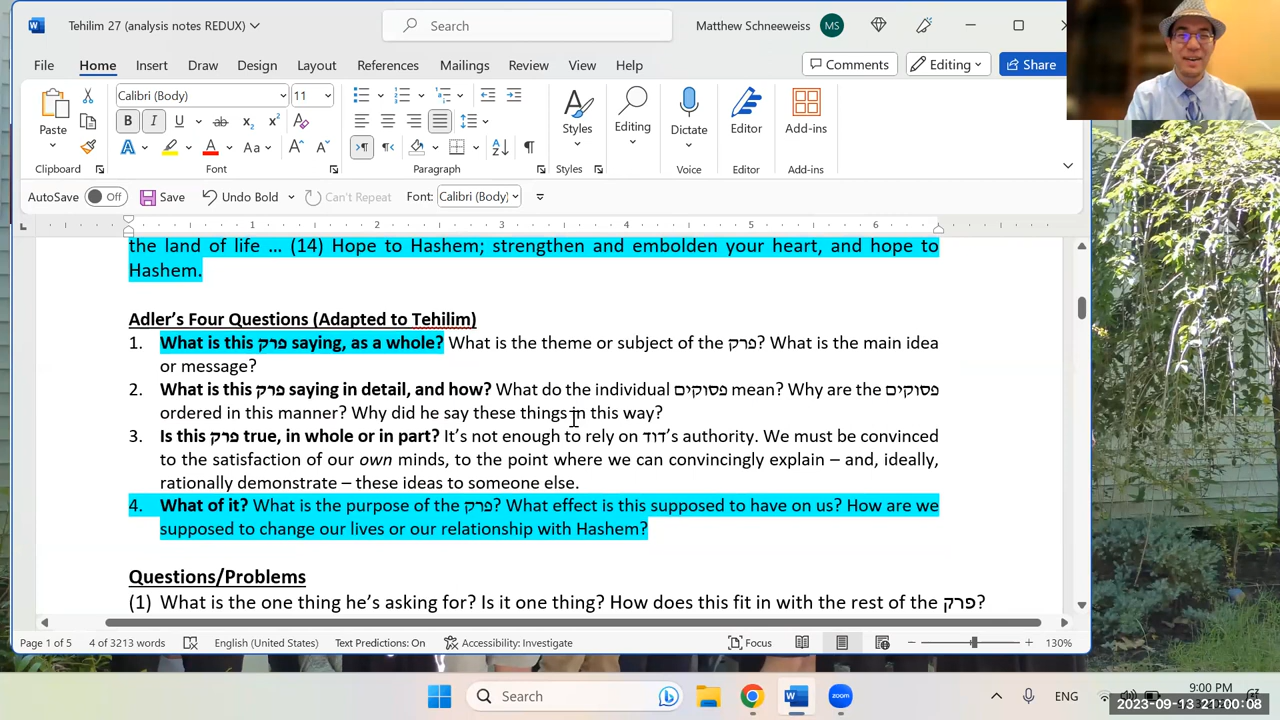 Tehilim 27 (analysis notes REDUX)
Search
Matthew Schneeweiss
MS
File Home Insert Draw Design Layout References Mailings Review View Help
Comments
Editing
Share
Paste
Calibri (Body)
11
Styles
Editing
Dictate
Editor
Add-ins
Clipboard
Font
Paragraph
Styles
Voice
Editor
Add-ins
AutoSave Off Save Undo Bold Can't Repeat Font: Calibri (Body)
1 2 3 4 5 6
the land of life … (14) Hope to Hashem; strengthen and embolden your heart, and hope to
Hashem.
Adler's Four Questions (Adapted to Tehilim)
1. What is this פרק saying, as a whole? What is the theme or subject of the פרק? What is the main idea
or message?
2. What is this פרק saying in detail, and how? What do the individual פסוקים mean? Why are the פסוקים
ordered in this manner? Why did he say these things in this way?
3. Is this פרק true, in whole or in part? It's not enough to rely on דוד's authority. We must be convinced
to the satisfaction of our own minds, to the point where we can convincingly explain – and, ideally,
rationally demonstrate – these ideas to someone else.
4. What of it? What is the purpose of the פרק? What effect is this supposed to have on us? How are we
supposed to change our lives or our relationship with Hashem?
Questions/Problems
(1) What is the one thing he's asking for? Is it one thing? How does this fit in with the rest of the פרק?
Page 1 of 5 4 of 3213 words English (United States) Text Predictions: On Accessibility: Investigate Focus 130%
Search
zoom
ENG
9:00 PM
2023-09-13 21:00:08